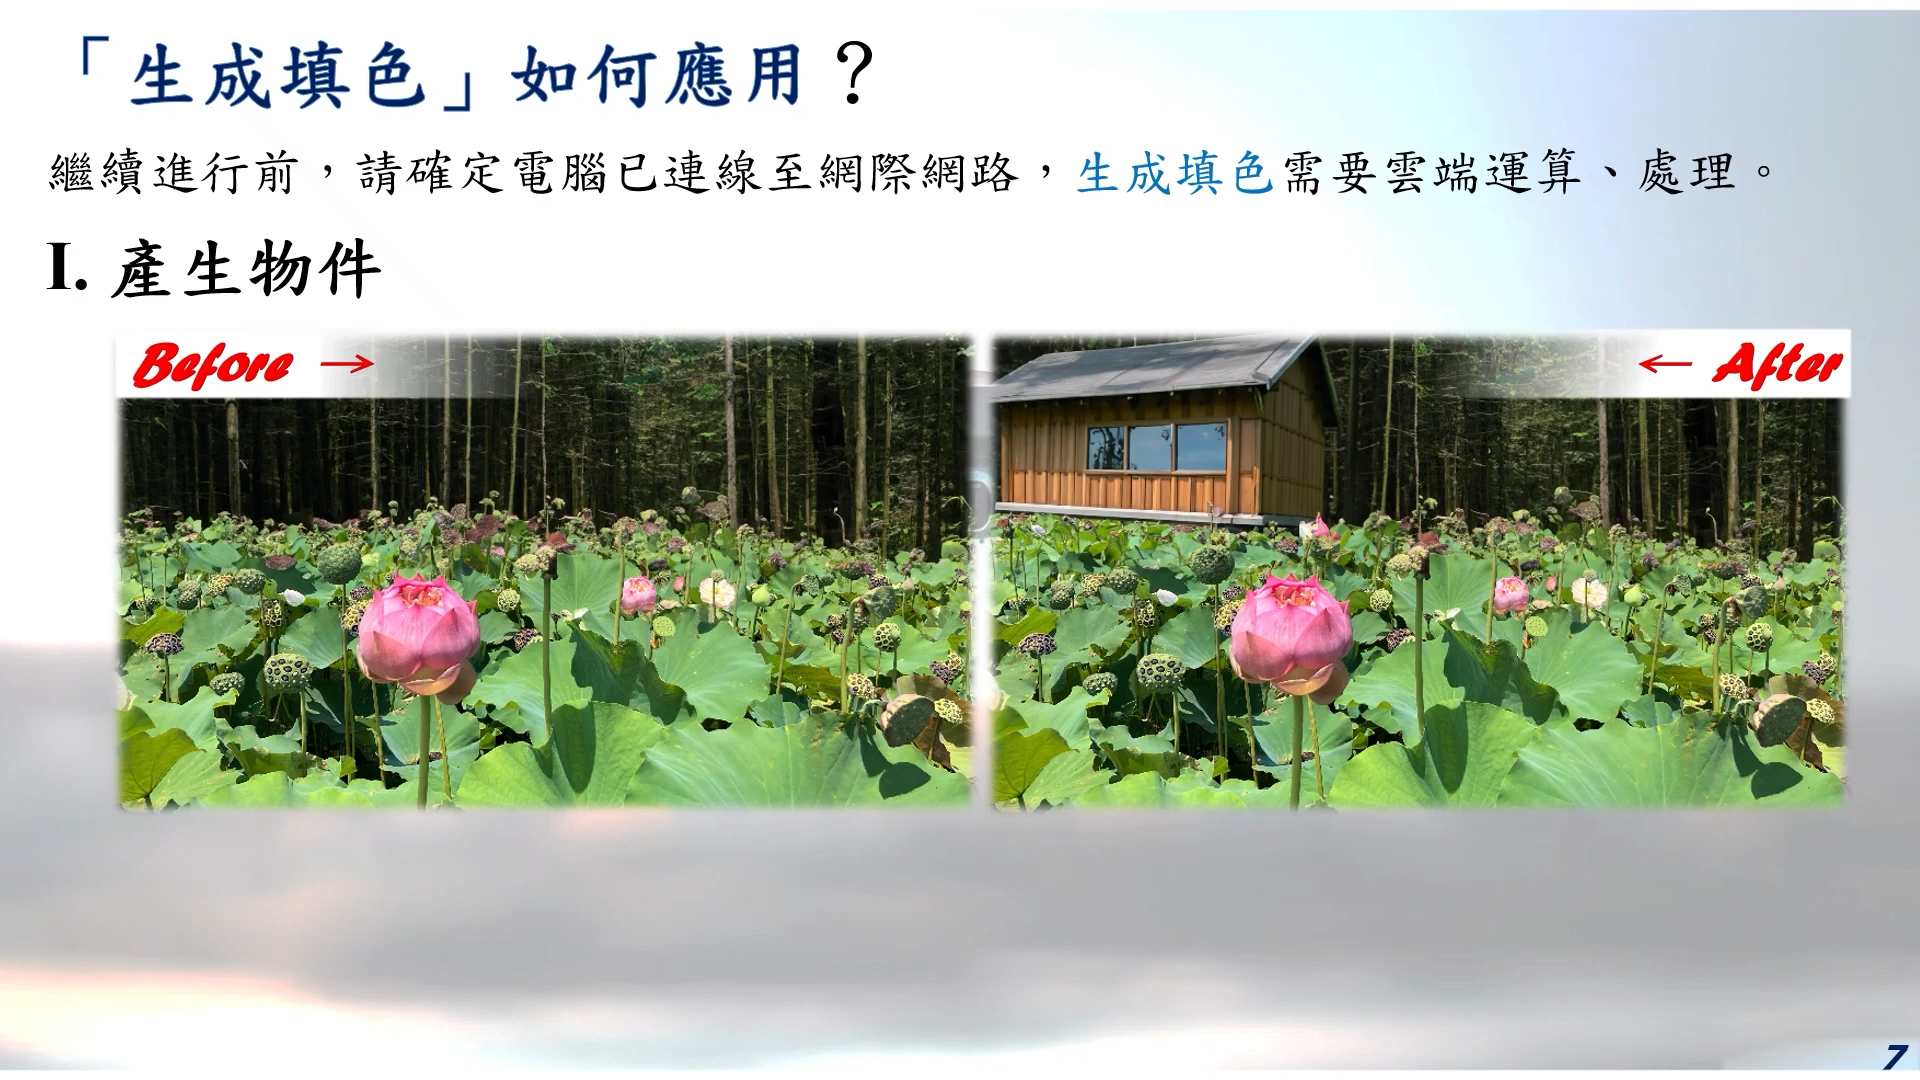 「生成填色」如何應用？
繼續進行前，請確定電腦已連線至網際網路，生成填色需要雲端運算、處理。
I. 產生物件
Before →
← After
7